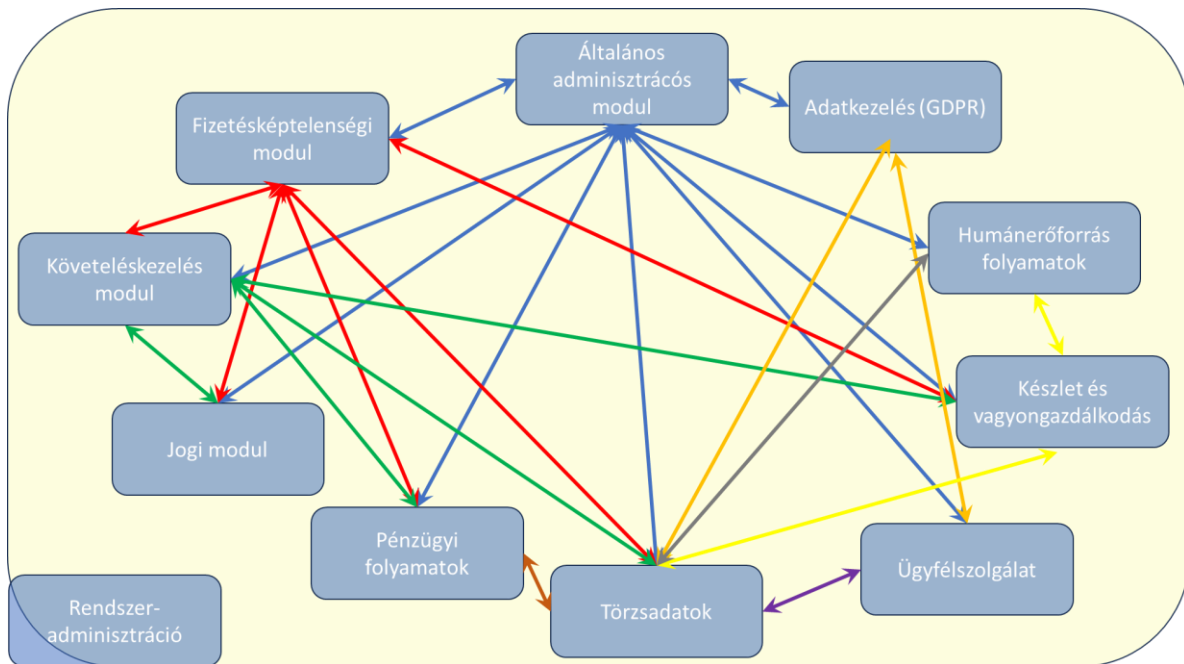 Általános
adminisztrácós
modul
Adatkezelés (GDPR)
Fizetésképtelenségi
modul
Humánerőforrás
folyamatok
Követeléskezelés
modul
Készlet és
vagyongazdálkodás
Jogi modul
Pénzügyi
folyamatok
Ügyfélszolgálat
Törzsadatok
Rendszer-
adminisztráció